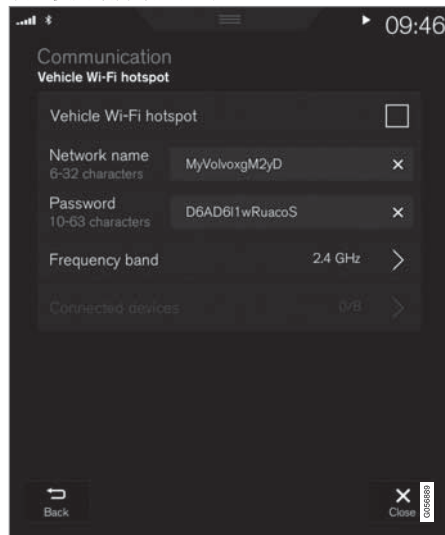 09:46
Communication
Vehicle Wi-Fi hotspot
Vehicle Wi-Fi hotspot
Network name
6-32 characters
MyVolvoxgM2yD
Password
10-63 characters
D6AD6I1wRuacoS
Frequency band
2.4 GHz
Connected devices
0/8
Back
Close
G056889